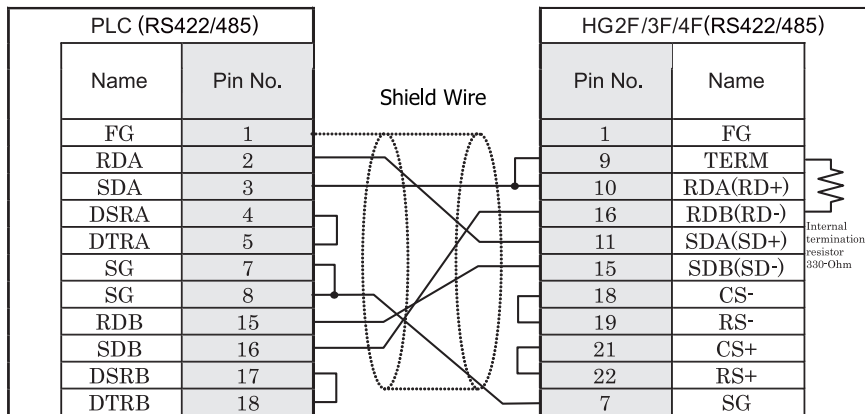 PLC (RS422/485)
Name Pin No.
FG 1
RDA 2
SDA 3
DSRA 4
DTRA 5
SG 7
SG 8
RDB 15
SDB 16
DSRB 17
DTRB 18
Shield Wire
HG2F/3F/4F(RS422/485)
Pin No. Name
1 FG
9 TERM
10 RDA(RD+)
16 RDB(RD-)
11 SDA(SD+)
15 SDB(SD-)
18 CS-
19 RS-
21 CS+
22 RS+
7 SG
Internal
termination
resistor
330-Ohm